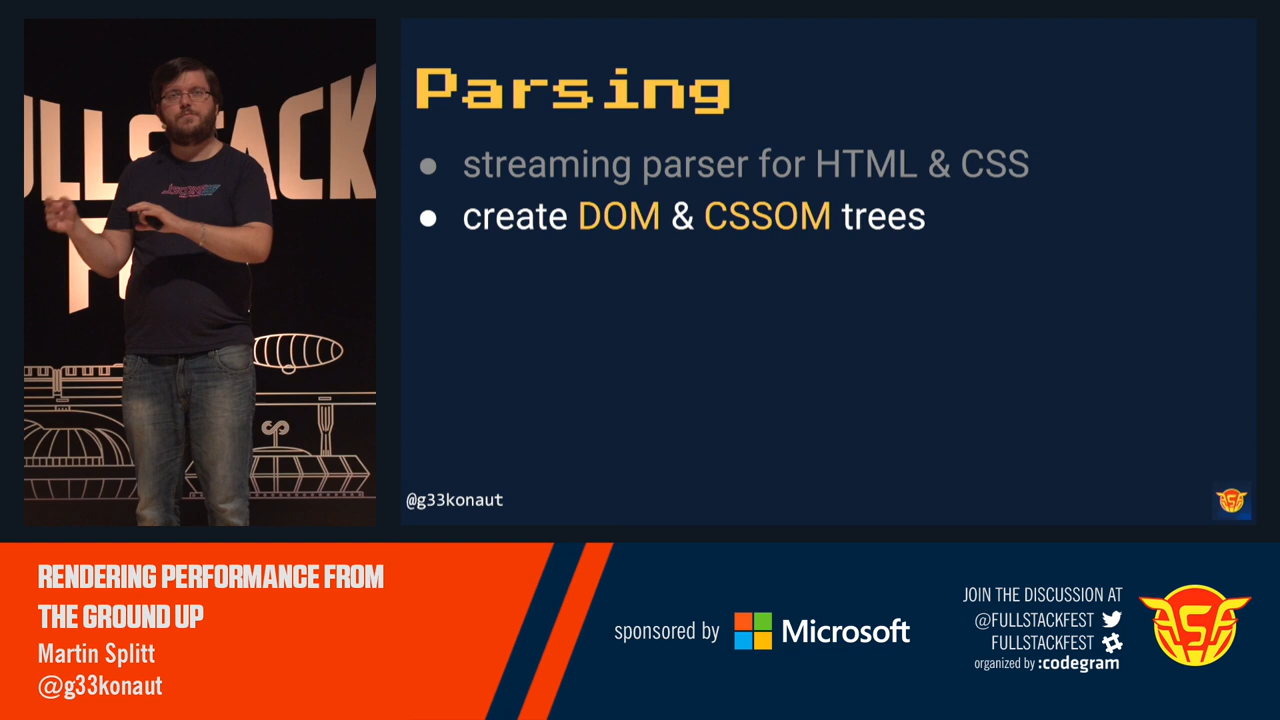 Parsing
● streaming parser for HTML & CSS
● create DOM & CSSOM trees
@g33konaut
RENDERING PERFORMANCE FROM
THE GROUND UP
Martin Splitt
@g33konaut
sponsored by Microsoft
JOIN THE DISCUSSION AT
@FULLSTACKFEST
FULLSTACKFEST
organized by :codegram